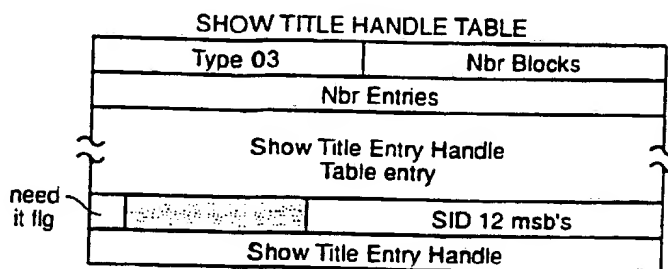 SHOW TITLE HANDLE TABLE
Type 03 Nbr Blocks
Nbr Entries
Show Title Entry Handle
Table entry
need
it flg
SID 12 msb's
Show Title Entry Handle